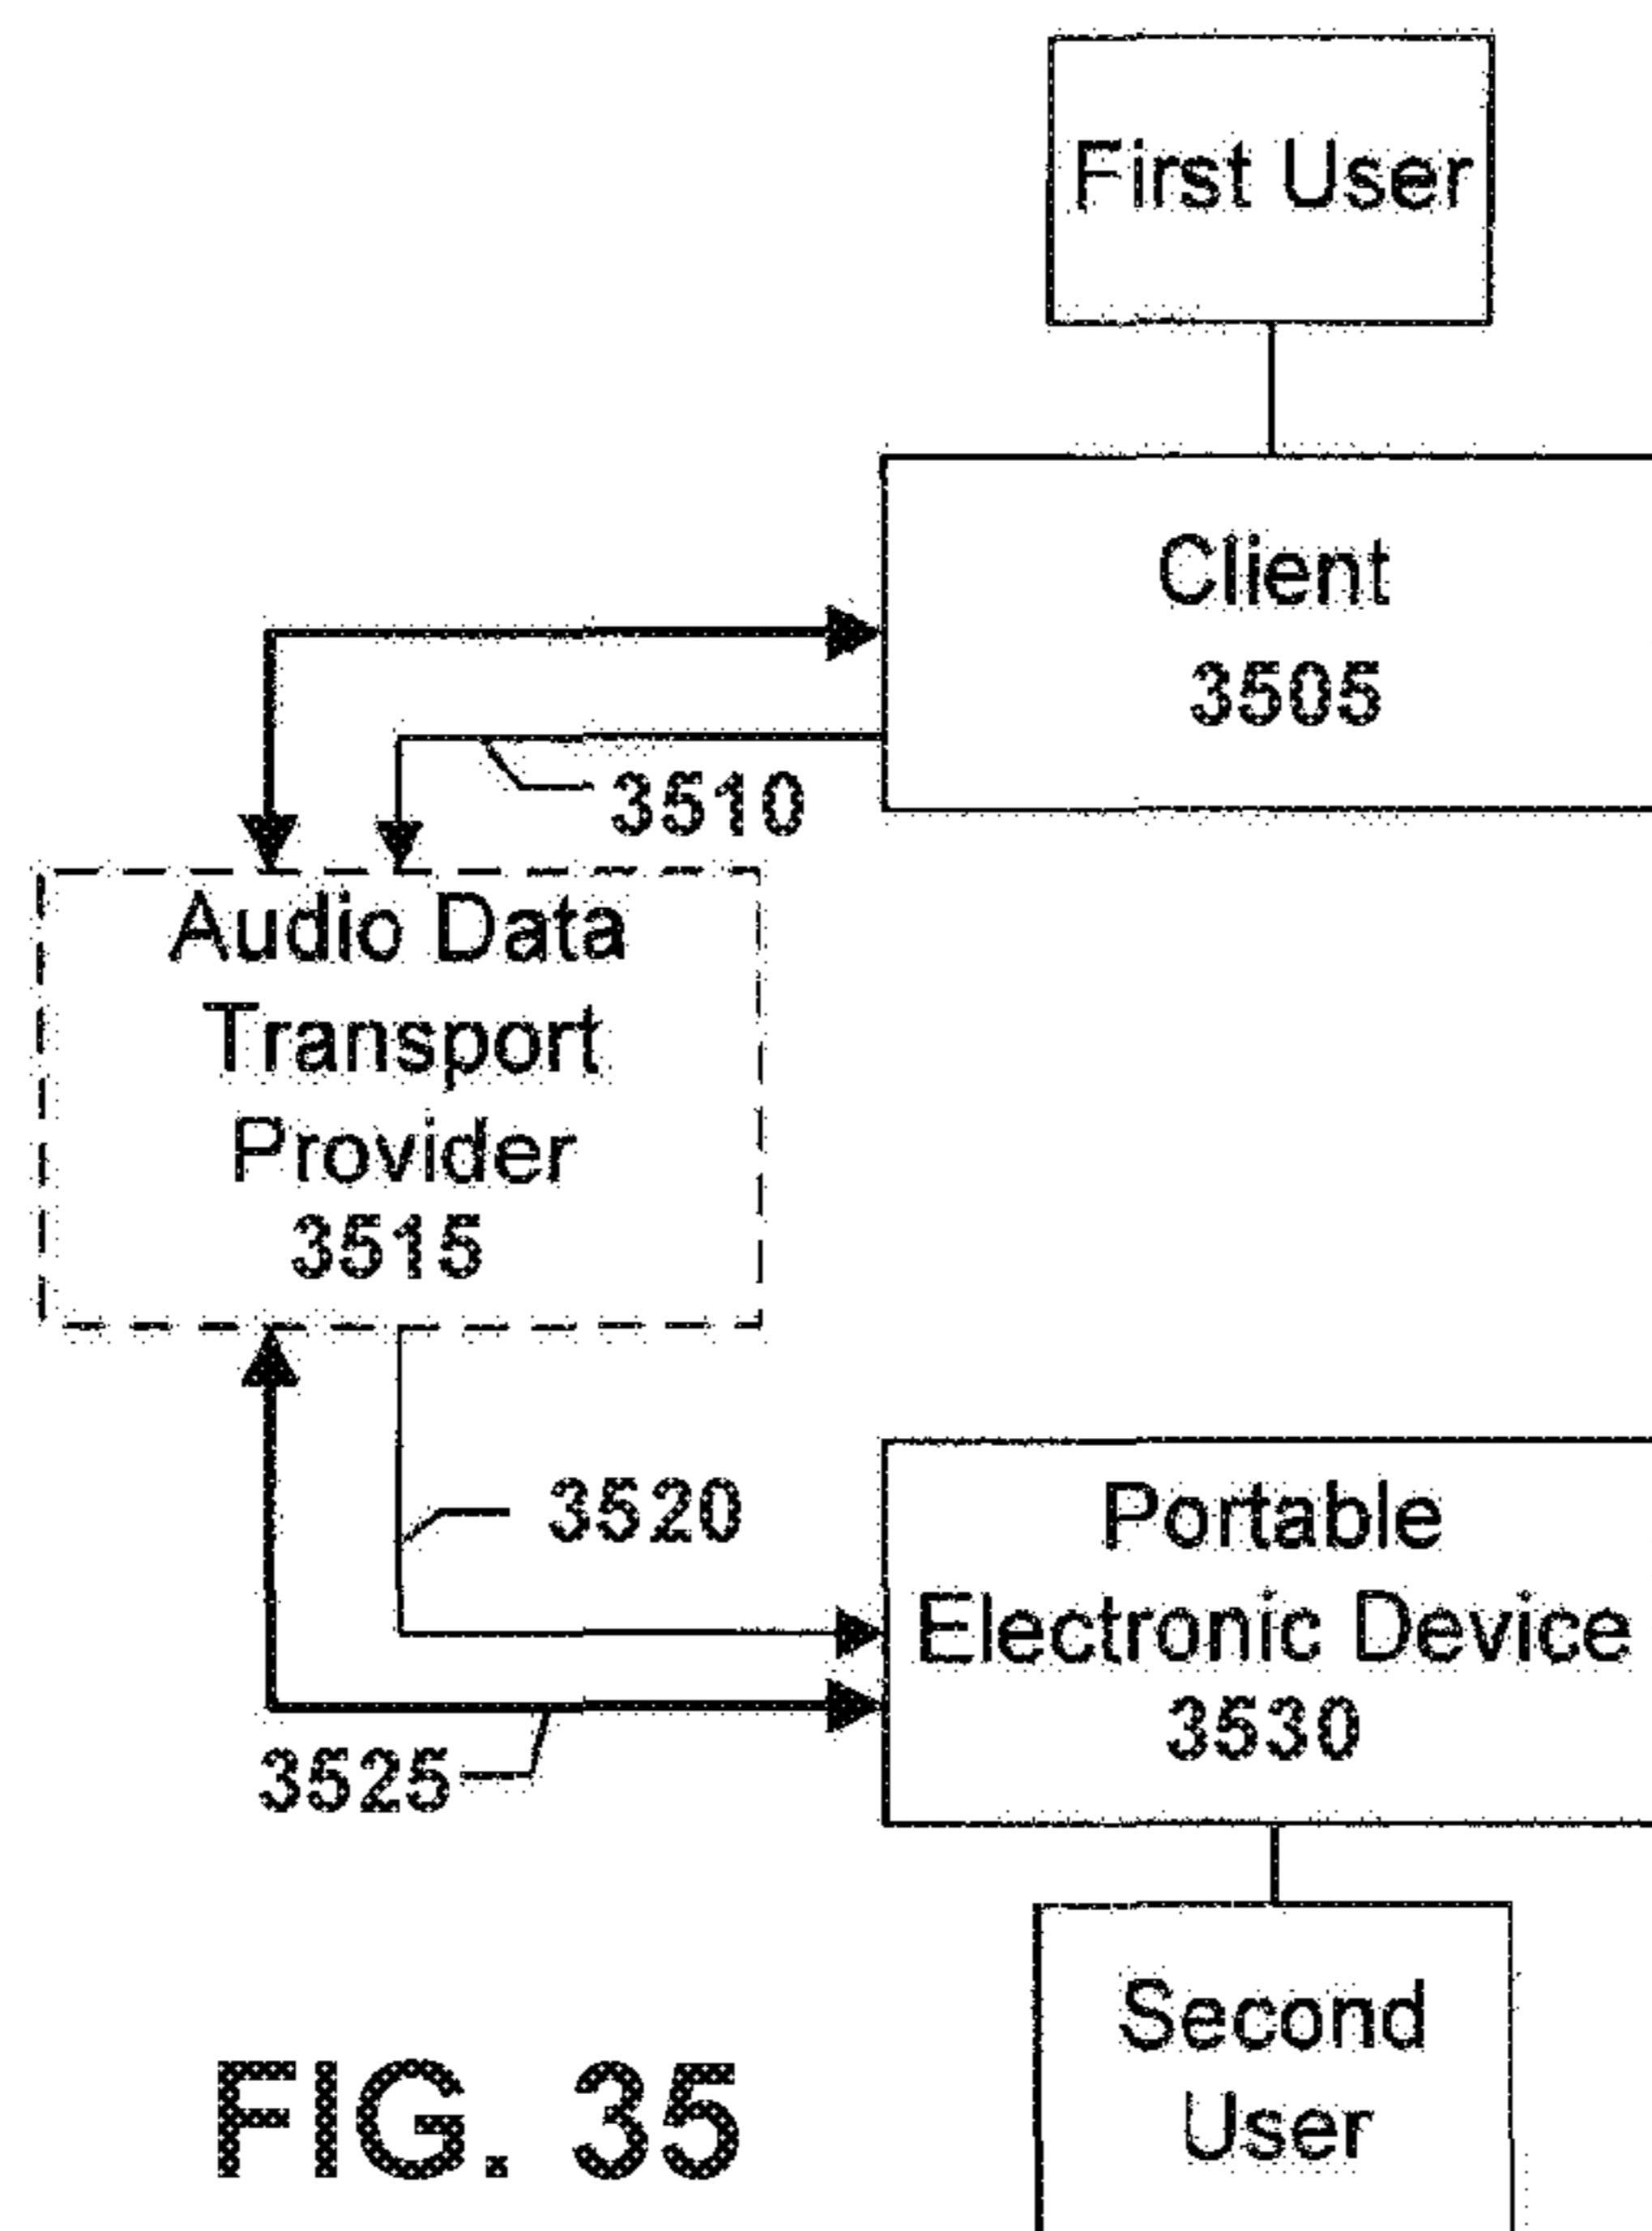 First User
Client
3505
3510
Audio Data
Transport
Provider
3515
3520
Portable
Electronic Device
3530
3525
Second
User
FIG. 35